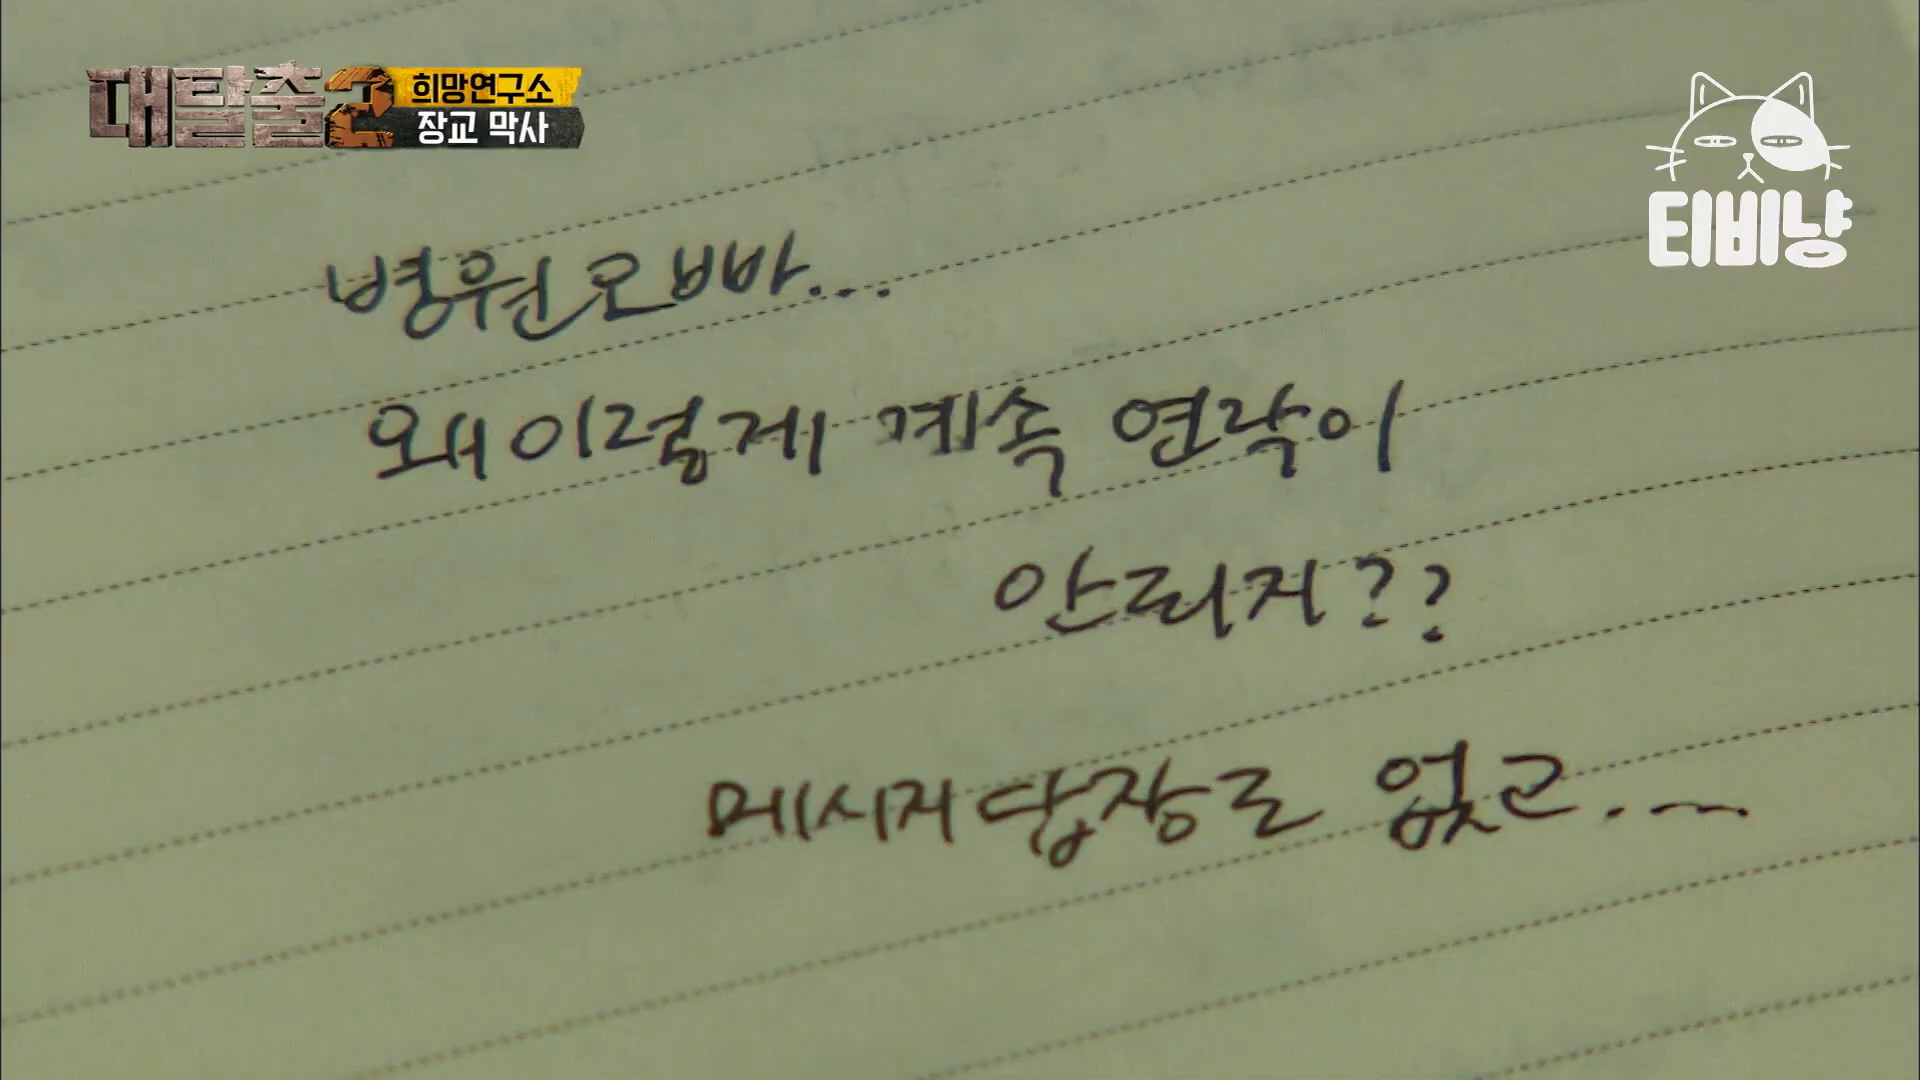 대탈출2
희망연구소
장교 막사
티비냥
병원오빠...
왜이렇게 계속 연락이
안되지??
메시지답장도 없고...